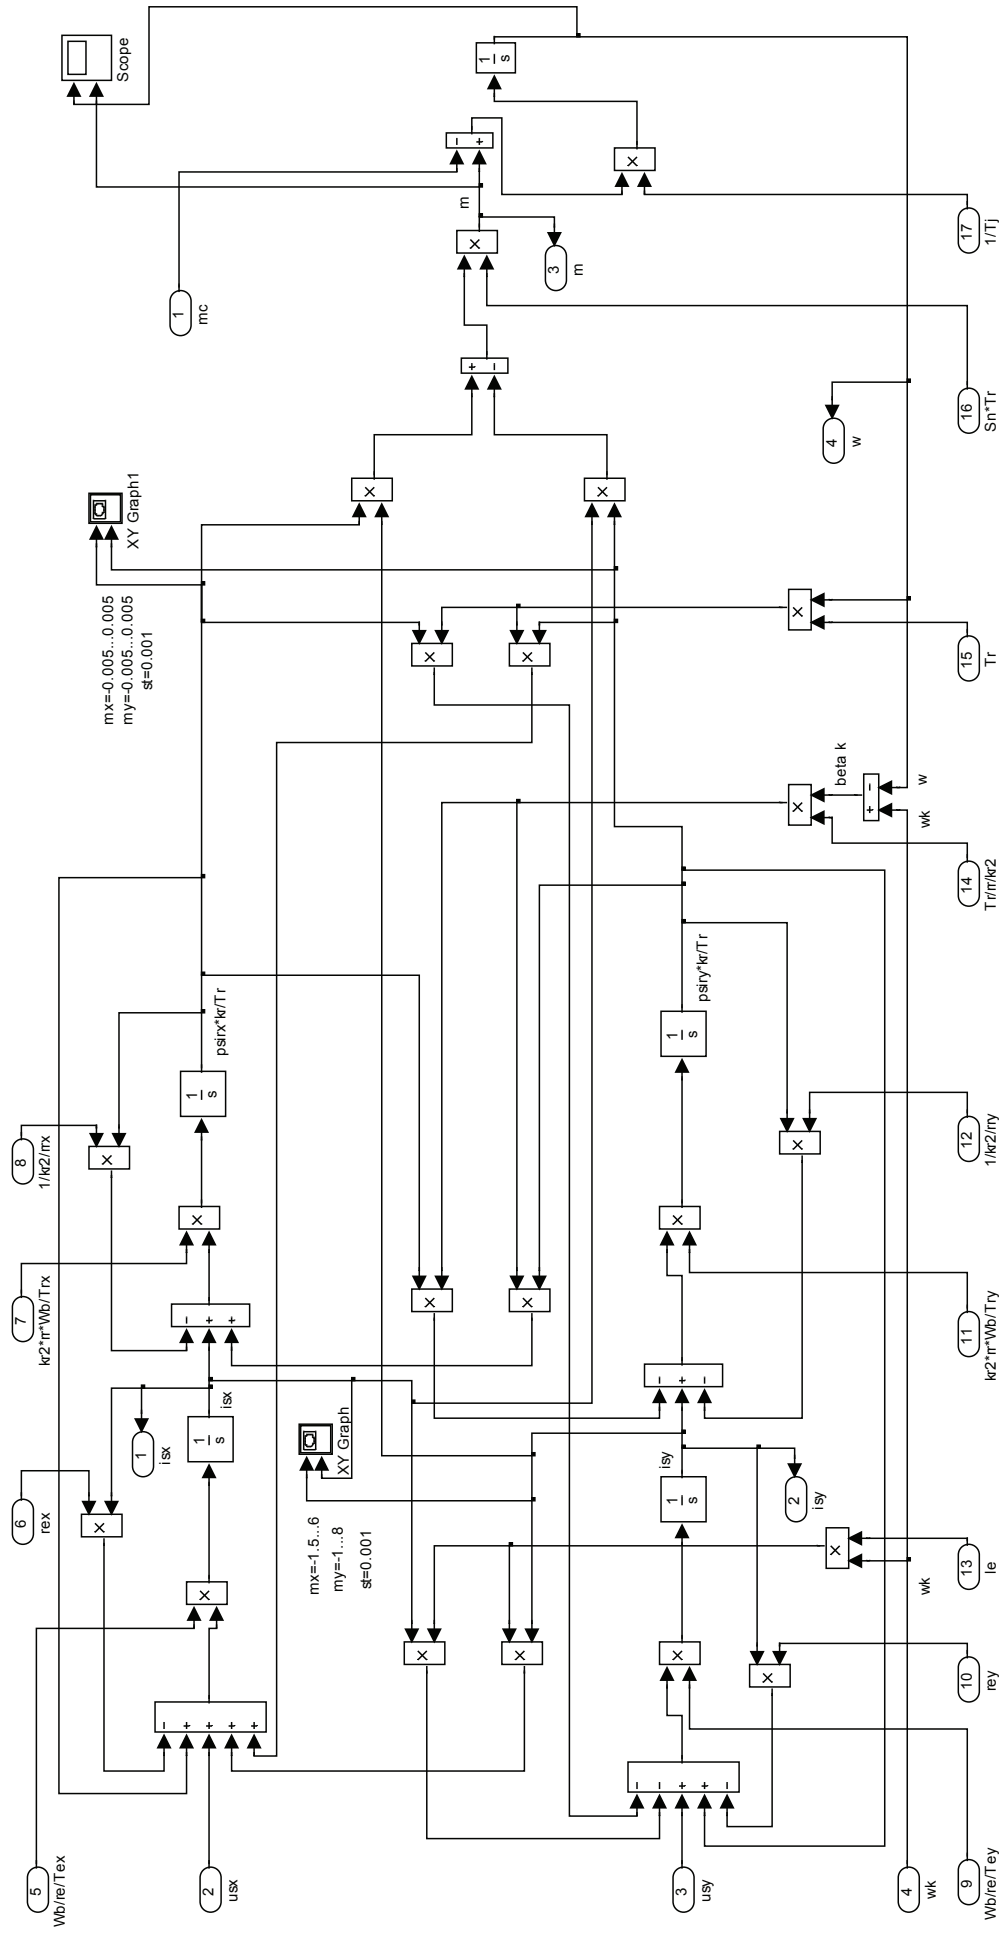 5
Wb/re/Tex
6
rex
7
kr2*rr*Wb/Trx
8
1/kr2/rrx
mx=-0.005...0.005
my=-0.005...0.005
st=0.001
XY Graph1
Scope
1
isx
1
mc
2
usx
−
+
+
+
+
×
×
1
s
isx
−
+
+
×
×
1
s
psirx*kr/Tr
mx=-1.5...6
my=-1...8
st=0.001
XY Graph
×
×
×
×
×
×
×
×
+
−
×
m
3
m
−
+
×
1
s
3
usy
−
−
+
+
−
×
×
1
s
isy
2
isy
−
+
−
×
×
1
s
psiry*kr/Tr
×
×
beta k
+
−
wk
w
×
4
w
4
wk
wk
9
Wb/re/Tey
10
rey
13
le
11
kr2*rr*Wb/Try
12
1/kr2/rry
14
Tr/rr/kr2
15
Tr
16
Sn*Tr
17
1/Tj